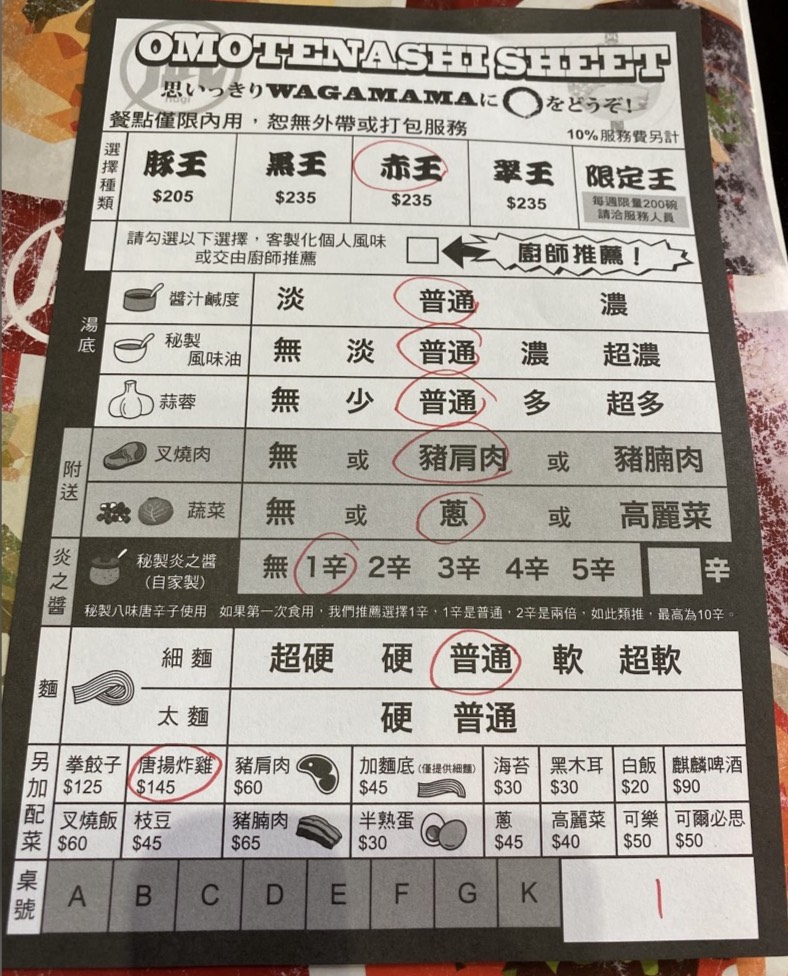 OMOTENASHI SHEET
思いっきりWAGAMAMAに〇をどうぞ!
餐點僅限內用，恕無外帶或打包服務
10%服務費另計
選擇種類 豚王 黒王 赤王 翠王 限定王
$205 $235 $235 $235 每週限量200碗 請洽服務人員
請勾選以下選擇，客製化個人風味
或交由廚師推薦
廚師推薦！
湯底
醬汁鹹度 淡 普通 濃
秘製風味油 無 淡 普通 濃 超濃
蒜蓉 無 少 普通 多 超多
附送
叉燒肉 無 或 豬肩肉 或 豬腩肉
蔬菜 無 或 蔥 或 高麗菜
炎之醬
秘製炎之醬 (自家製) 無 1辛 2辛 3辛 4辛 5辛 辛
秘製八味唐辛子使用 如果第一次食用，我們推薦選擇1辛，1辛是普通，2辛是兩倍，如此類推，最高為10辛。
麵
細麵 超硬 硬 普通 軟 超軟
太麵 硬 普通
另加配菜
拳餃子 唐揚炸雞 豬肩肉 加麵底(僅提供細麵) 海苔 黑木耳 白飯 麒麟啤酒
$125 $145 $60 $45 $30 $30 $20 $90
叉燒飯 枝豆 豬腩肉 半熟蛋 蔥 高麗菜 可樂 可爾必思
$60 $45 $65 $30 $45 $40 $50 $50
桌號 A B C D E F G K 1